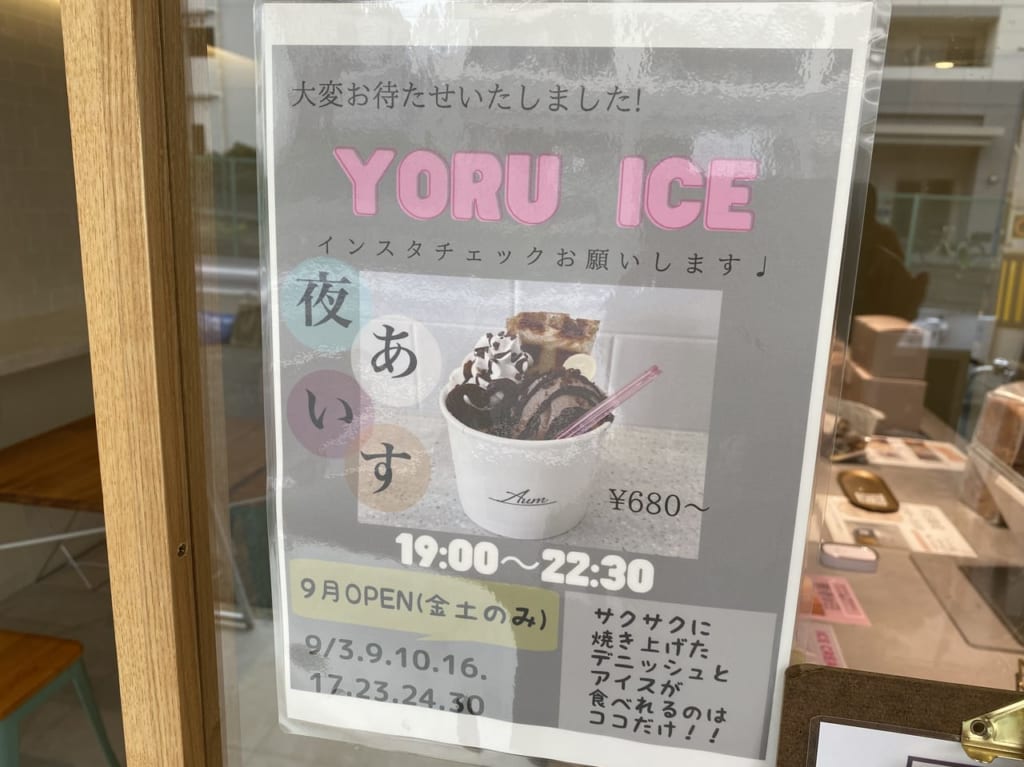 大変お待たせいたしました!
YORU ICE
インスタチェックお願いします♩
夜
あ
い
す
Aum
¥680〜
19:00〜22:30
9月OPEN(金土のみ)
9/3.9.10.16.
17.23.24.30
サクサクに
焼き上げた
デニッシュと
アイスが
食べれるのは
ココだけ!!